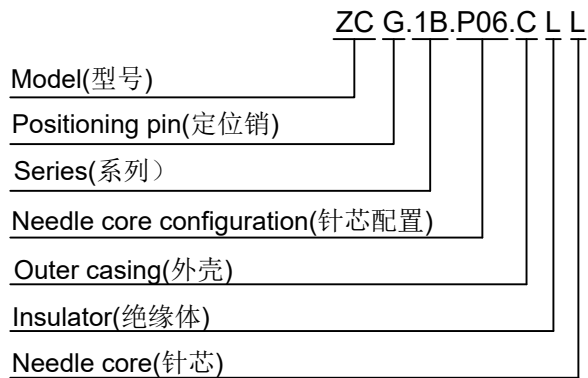 ZC G.1B.P06.C L L
Model(型号)
Positioning pin(定位销)
Series(系列）
Needle core configuration(针芯配置)
Outer casing(外壳)
Insulator(绝缘体)
Needle core(针芯)